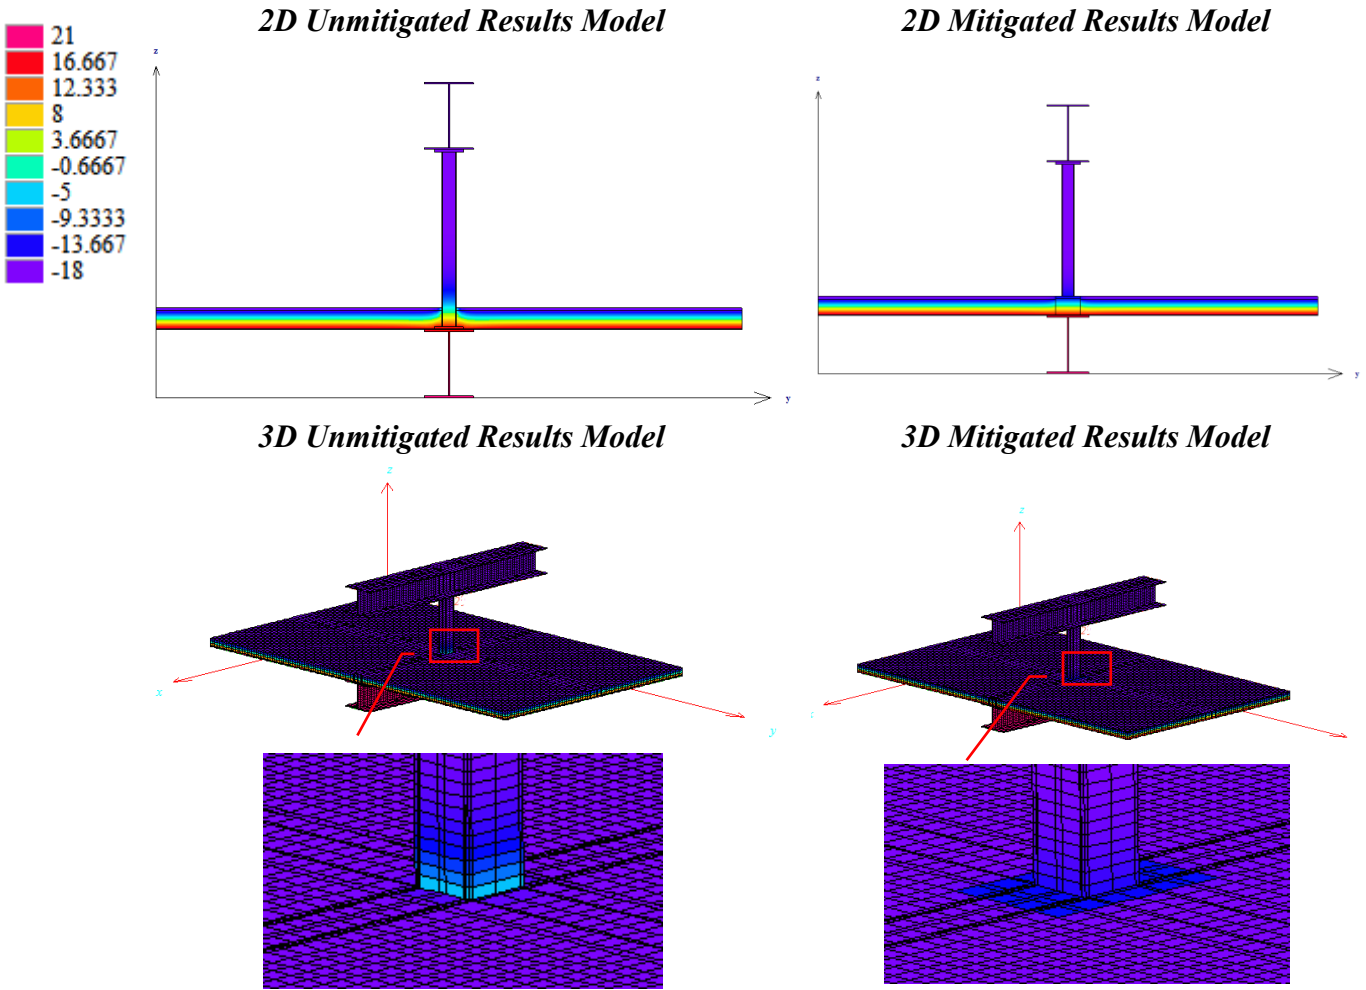 2D Unmitigated Results Model
2D Mitigated Results Model
21
16.667
12.333
8
3.6667
-0.6667
-5
-9.3333
-13.667
-18
z
y
z
y
3D Unmitigated Results Model
3D Mitigated Results Model
z
x
y
z